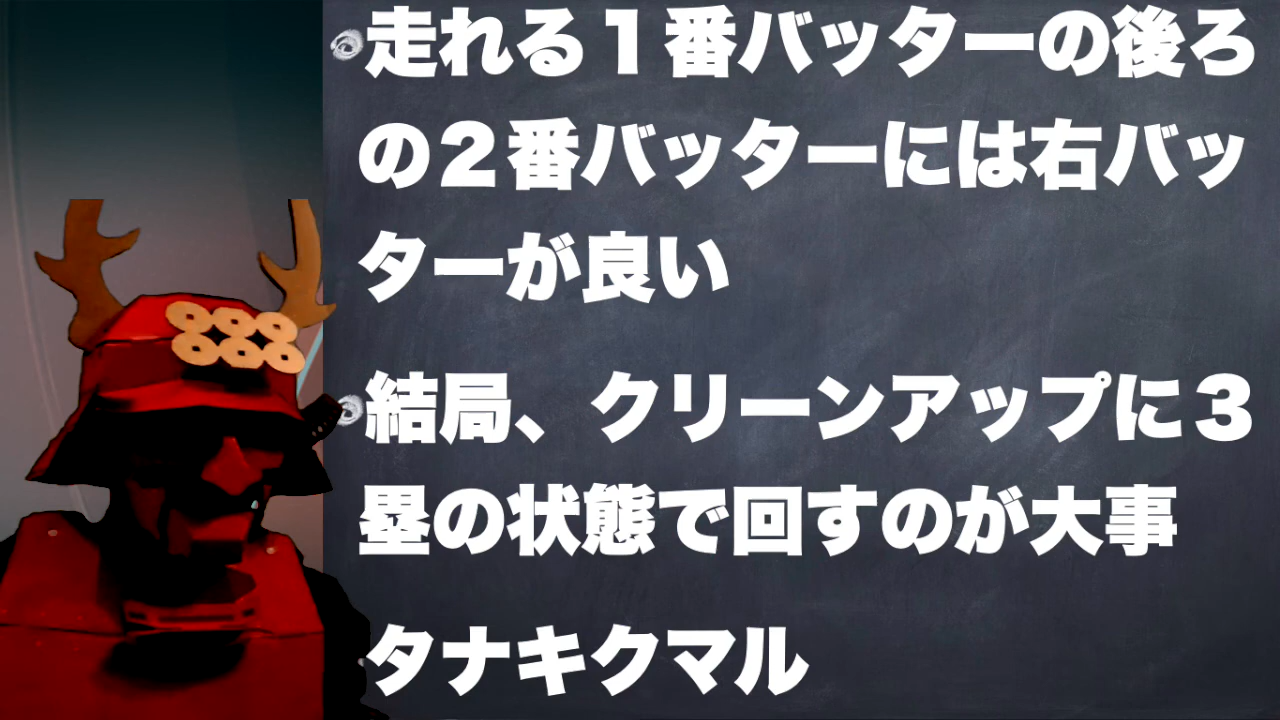 走れる１番バッターの後ろ
の２番バッターには右バッ
ターが良い
結局、クリーンアップに３
塁の状態で回すのが大事
タナキクマル